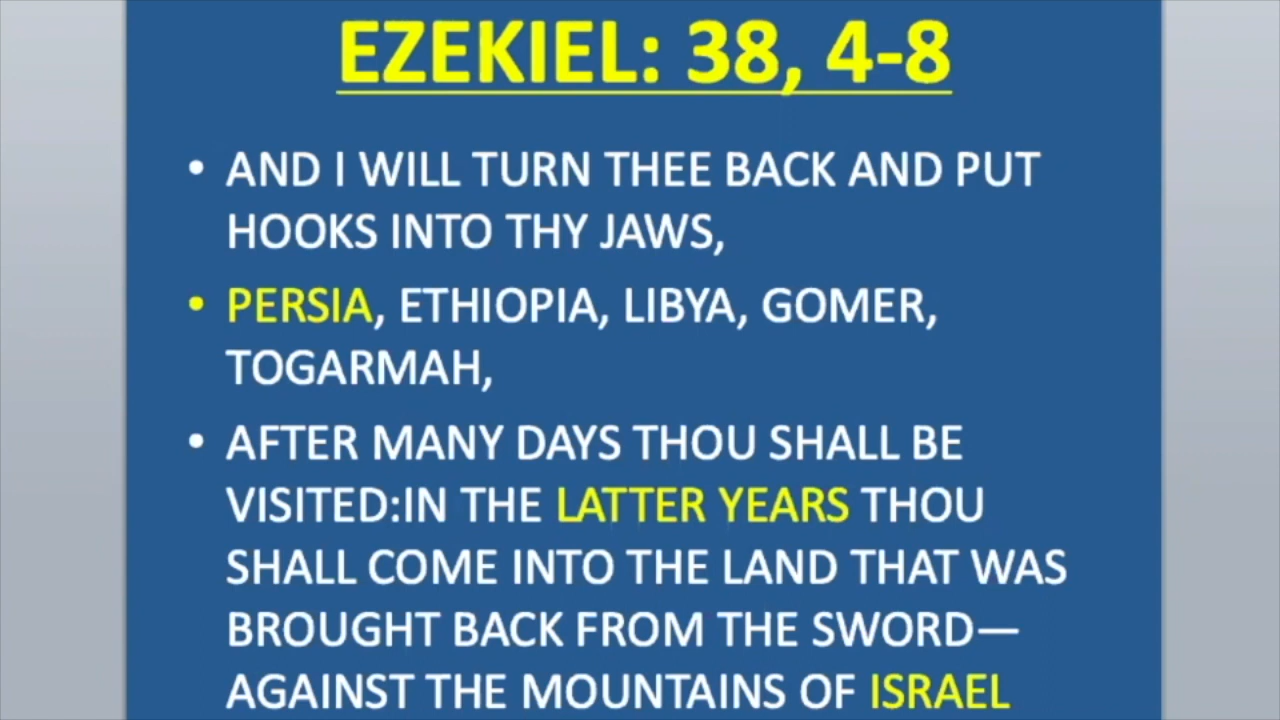 EZEKIEL: 38, 4-8
• AND I WILL TURN THEE BACK AND PUT
HOOKS INTO THY JAWS,
• PERSIA, ETHIOPIA, LIBYA, GOMER,
TOGARMAH,
• AFTER MANY DAYS THOU SHALL BE
VISITED:IN THE LATTER YEARS THOU
SHALL COME INTO THE LAND THAT WAS
BROUGHT BACK FROM THE SWORD—
AGAINST THE MOUNTAINS OF ISRAEL